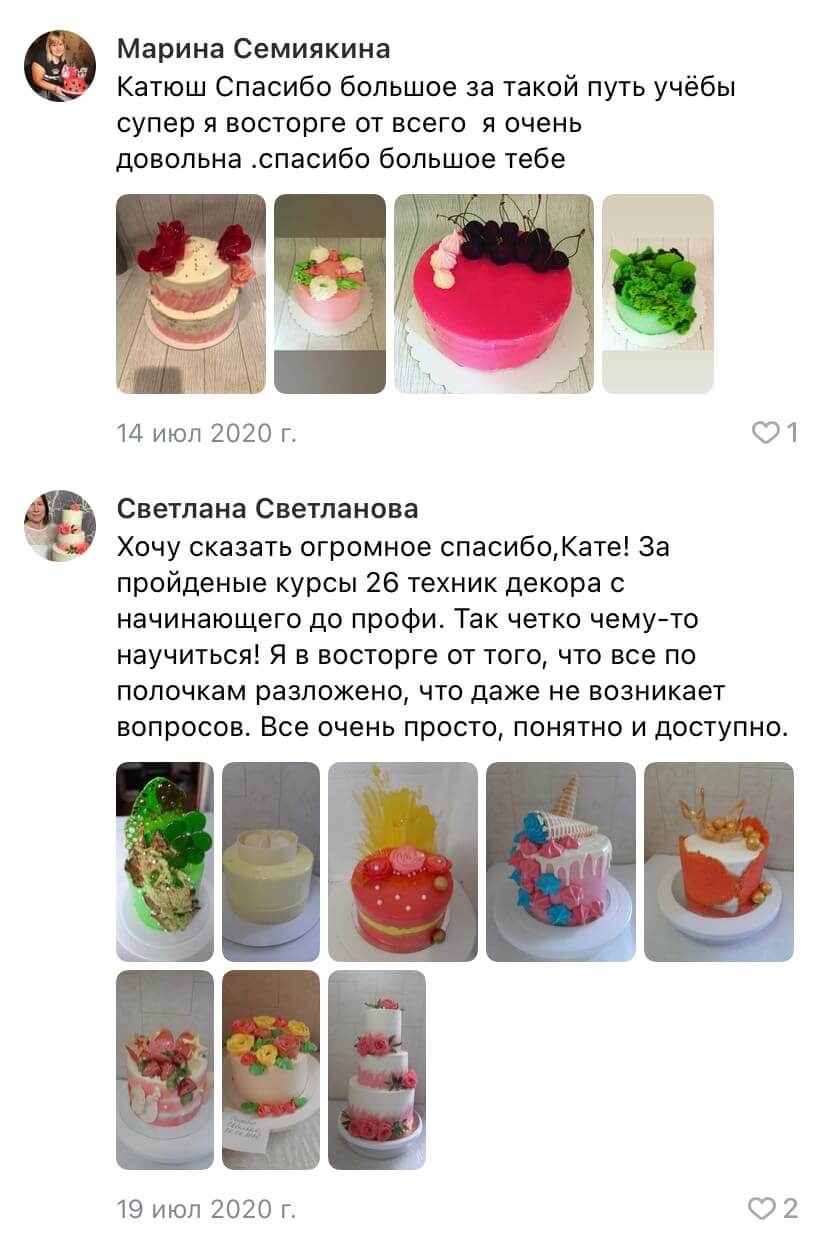 Марина Семиякина
Катюш Спасибо большое за такой путь учёбы
супер я восторге от всего  я очень
довольна .спасибо большое тебе
14 июл 2020 г.
1
Светлана Светланова
Хочу сказать огромное спасибо,Кате! За
пройденые курсы 26 техник декора с
начинающего до профи. Так четко чему-то
научиться! Я в восторге от того, что все по
полочкам разложено, что даже не возникает
вопросов. Все очень просто, понятно и доступно.
19 июл 2020 г.
2